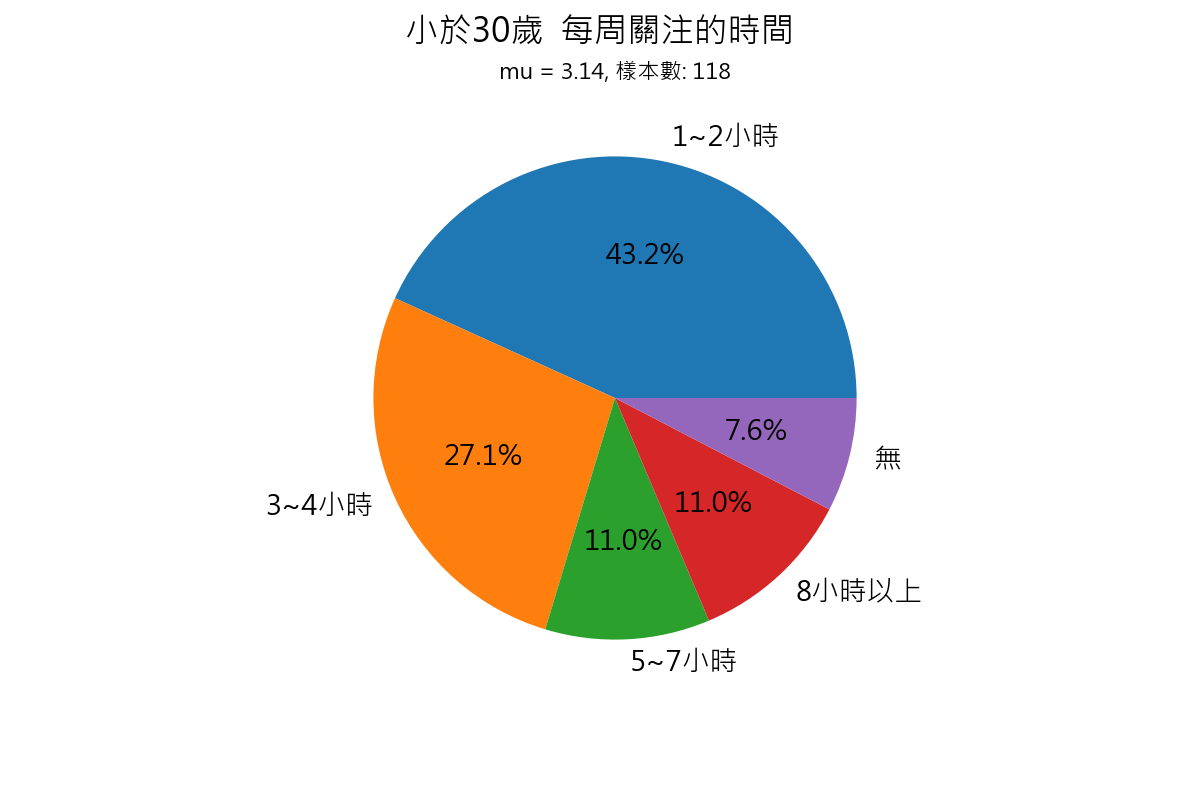 小於30歲 每周關注的時間
mu = 3.14, 樣本數: 118
1~2小時
43.2%
7.6%
27.1%
無
3~4小時
11.0%
11.0%
8小時以上
5~7小時